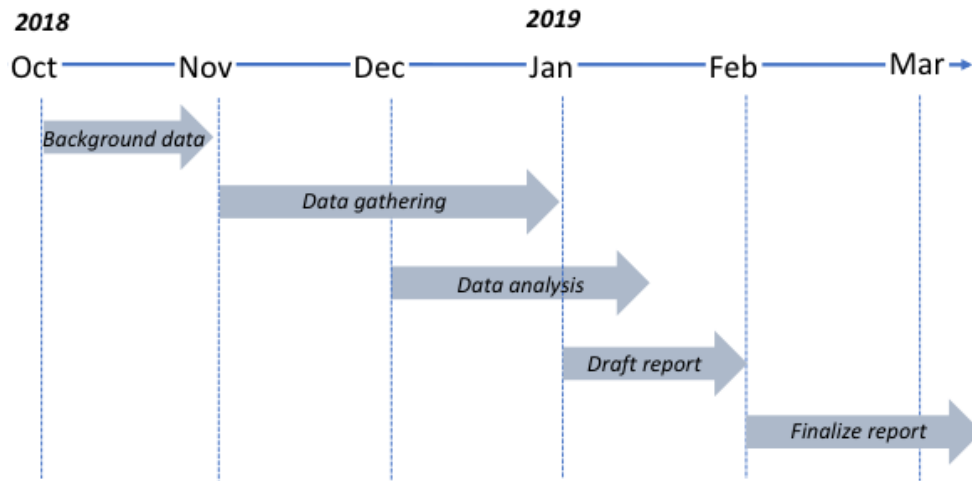 2018 2019
Oct Nov Dec Jan Feb Mar
Background data
Data gathering
Data analysis
Draft report
Finalize report